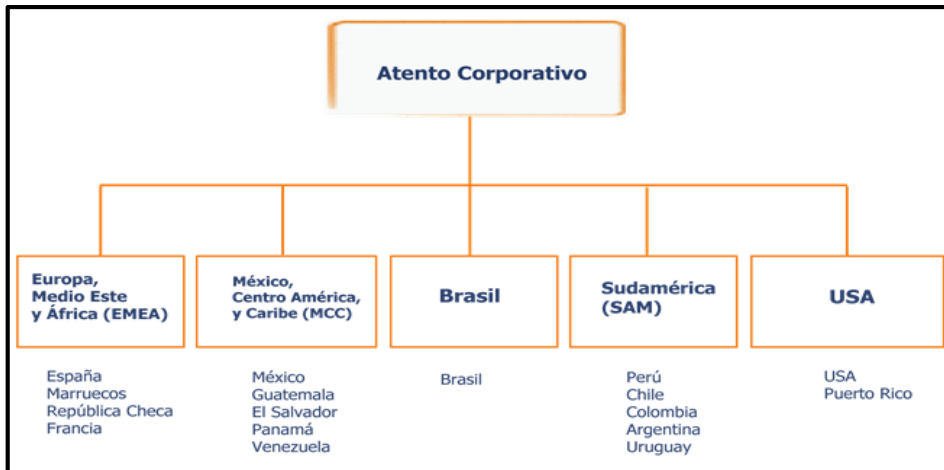 Atento Corporativo
Europa,
Medio Este
y África (EMEA)
México,
Centro América,
y Caribe (MCC)
Brasil
Sudamérica
(SAM)
USA
España
Marruecos
República Checa
Francia
México
Guatemala
El Salvador
Panamá
Venezuela
Brasil
Perú
Chile
Colombia
Argentina
Uruguay
USA
Puerto Rico